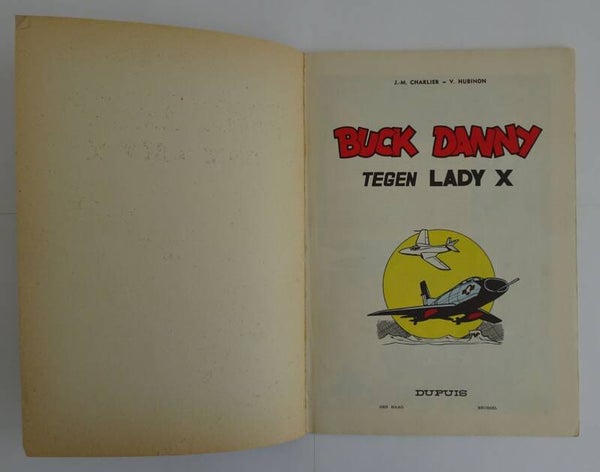 J.-M. CHARLIER - V. HUBINON
BUCK DANNY
TEGEN LADY X
DUPUIS
DEN HAAG BRUSSEL